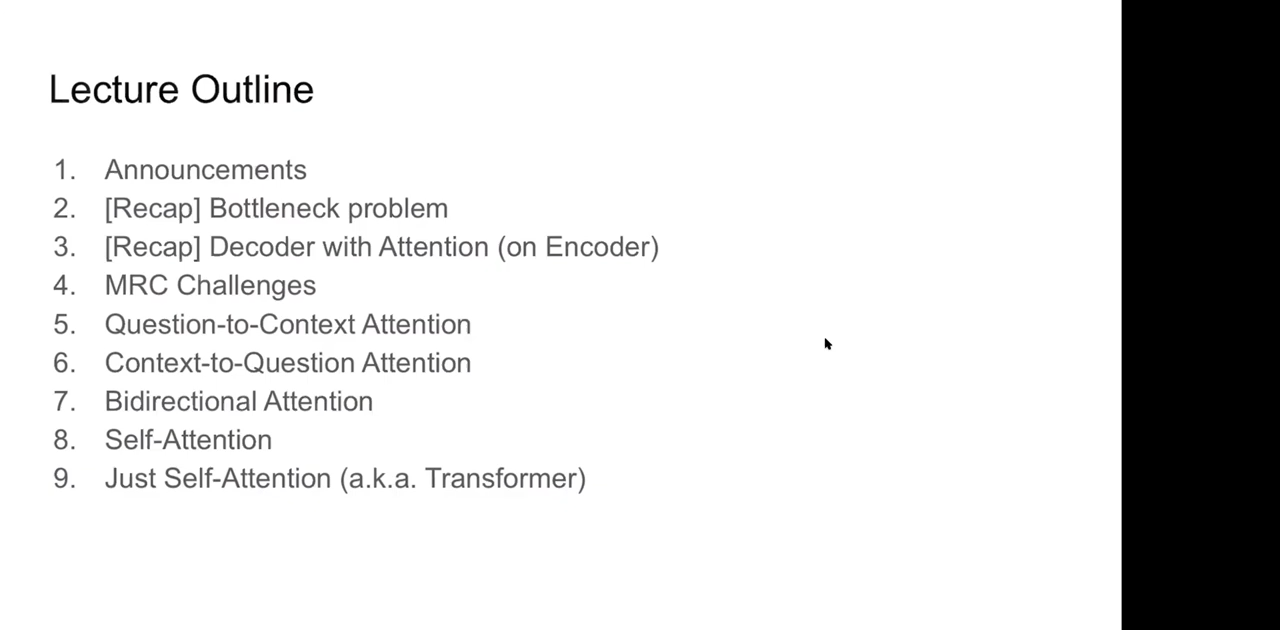 Lecture Outline
1. Announcements
2. [Recap] Bottleneck problem
3. [Recap] Decoder with Attention (on Encoder)
4. MRC Challenges
5. Question-to-Context Attention
6. Context-to-Question Attention
7. Bidirectional Attention
8. Self-Attention
9. Just Self-Attention (a.k.a. Transformer)